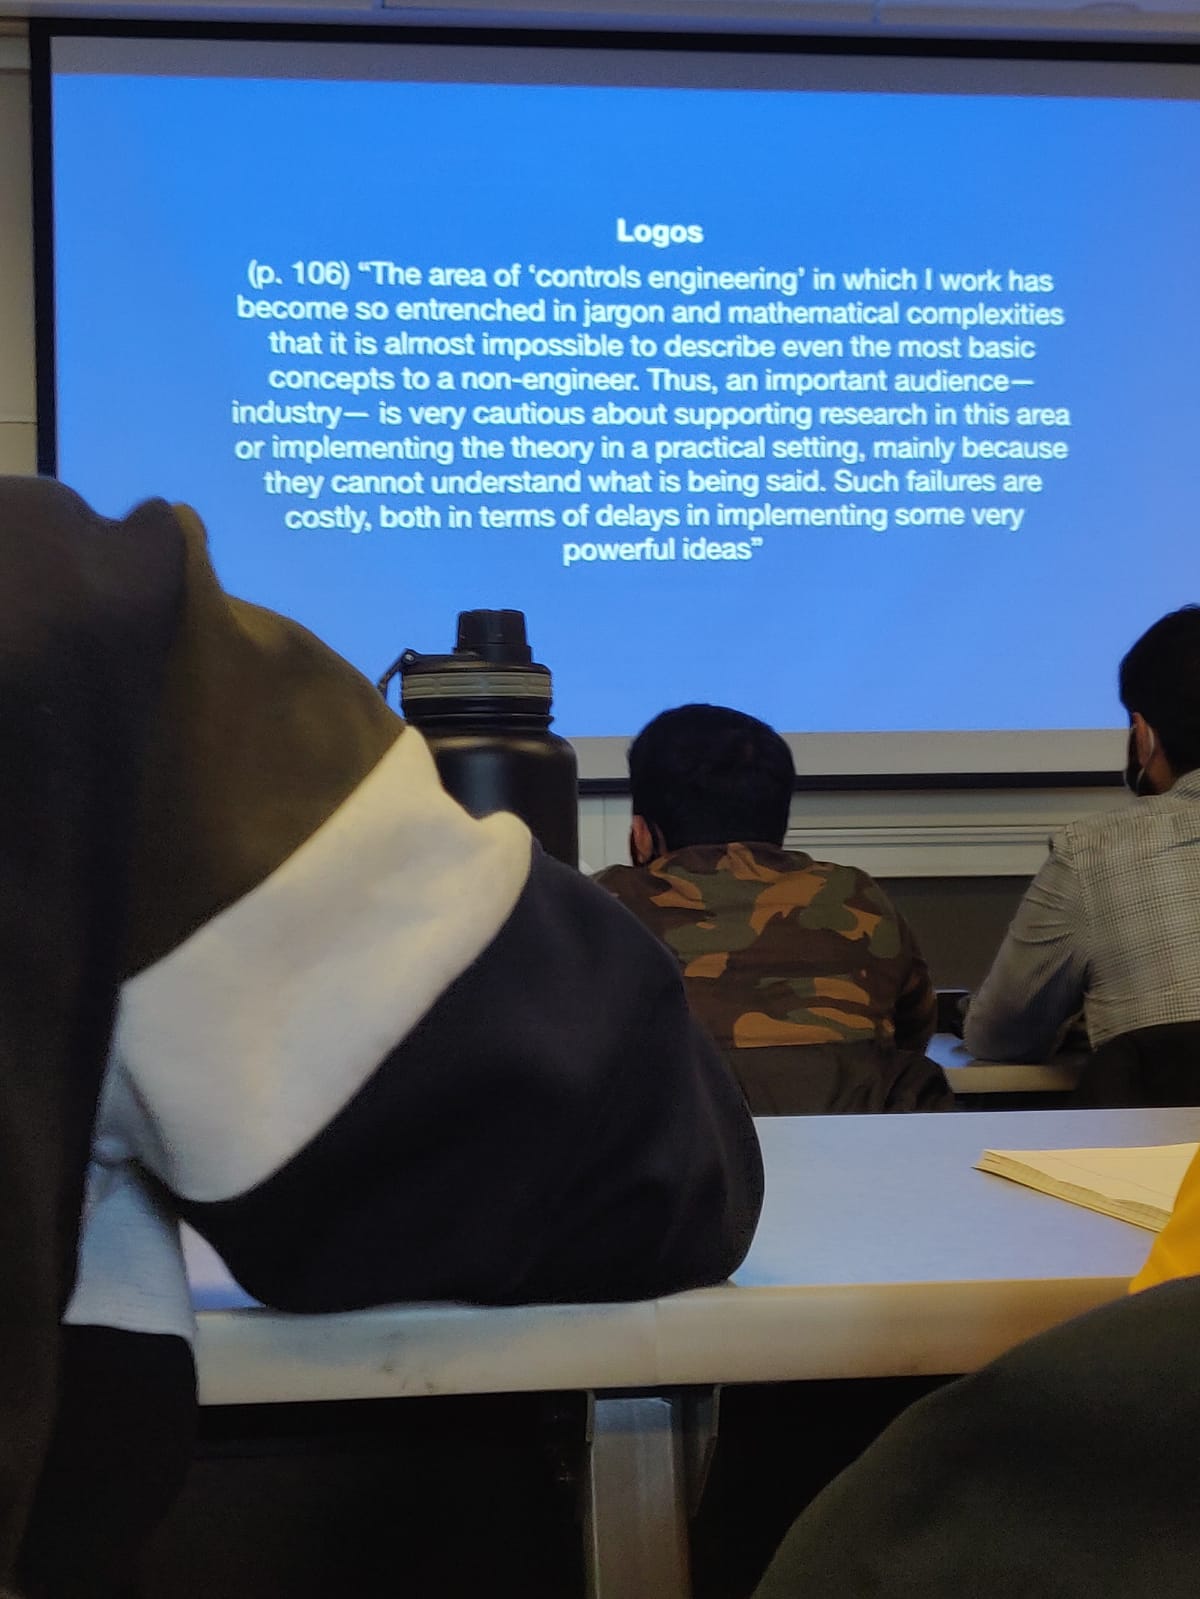 Logos
(p. 106) “The area of ‘controls engineering’ in which I work has
become so entrenched in jargon and mathematical complexities
that it is almost impossible to describe even the most basic
concepts to a non-engineer. Thus, an important audience—
industry— is very cautious about supporting research in this area
or implementing the theory in a practical setting, mainly because
they cannot understand what is being said. Such failures are
costly, both in terms of delays in implementing some very
powerful ideas”